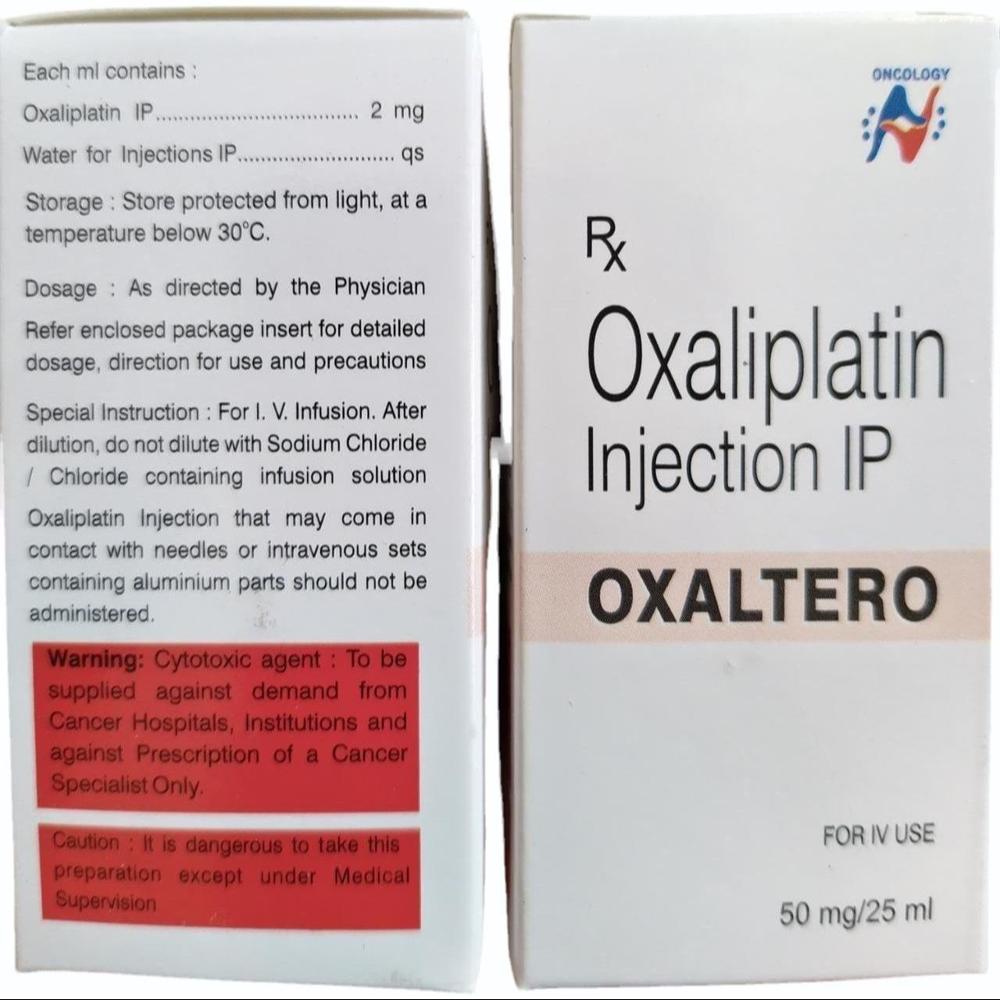 Each ml contains :
Oxaliplatin IP.................................. 2 mg
Water for Injections IP........................... qs
Storage : Store protected from light, at a
temperature below 30°C.
Dosage : As directed by the Physician
Refer enclosed package insert for detailed
dosage, direction for use and precautions
Special Instruction : For I. V. Infusion. After
dilution, do not dilute with Sodium Chloride
/ Chloride containing infusion solution
Oxaliplatin Injection that may come in
contact with needles or intravenous sets
containing aluminium parts should not be
administered.
Warning: Cytotoxic agent : To be
supplied against demand from
Cancer Hospitals, Institutions and
against Prescription of a Cancer
Specialist Only.
Caution : It is dangerous to take this
preparation except under Medical
Supervision
ONCOLOGY
Rx
Oxaliplatin
Injection IP
OXALTERO
FOR IV USE
50 mg/25 ml